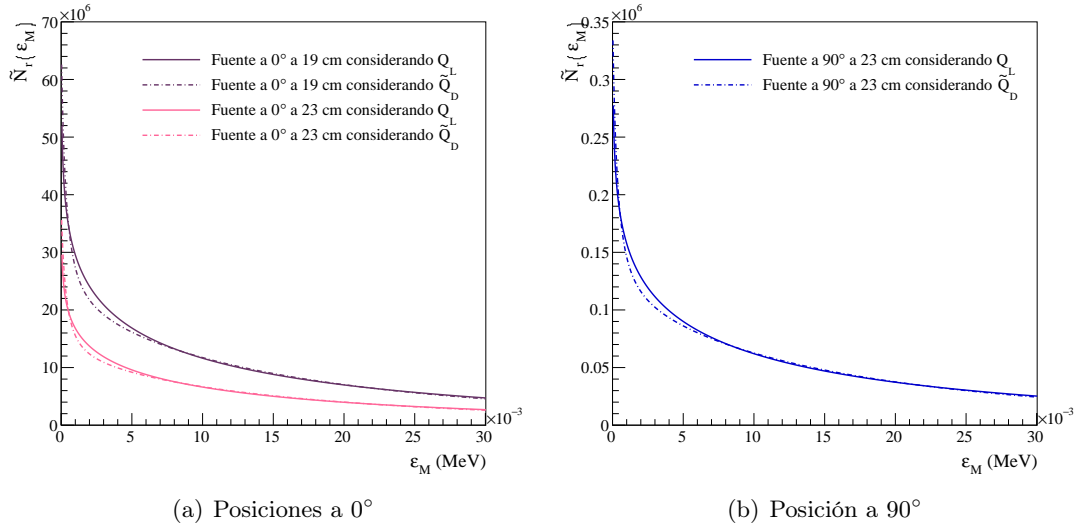 ×10⁶
Ñ_r{ε_M}
70
60
50
40
30
20
10
0
Fuente a 0° a 19 cm considerando Q_L
Fuente a 0° a 19 cm considerando Q̃_D
Fuente a 0° a 23 cm considerando Q_L
Fuente a 0° a 23 cm considerando Q̃_D
0 5 10 15 20 25 30
×10⁻³
ε_M (MeV)
(a) Posiciones a 0°
×10⁶
Ñ_r{ε_M}
0.35
0.3
0.25
0.2
0.15
0.1
0.05
0
Fuente a 90° a 23 cm considerando Q_L
Fuente a 90° a 23 cm considerando Q̃_D
0 5 10 15 20 25 30
×10⁻³
ε_M (MeV)
(b) Posición a 90°